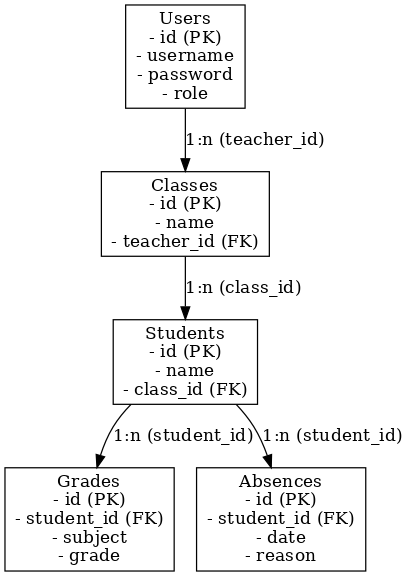 Users
- id (PK)
- username
- password
- role
1:n (teacher_id)
Classes
- id (PK)
- name
- teacher_id (FK)
1:n (class_id)
Students
- id (PK)
- name
- class_id (FK)
1:n (student_id)
1:n (student_id)
Grades
- id (PK)
- student_id (FK)
- subject
- grade
Absences
- id (PK)
- student_id (FK)
- date
- reason